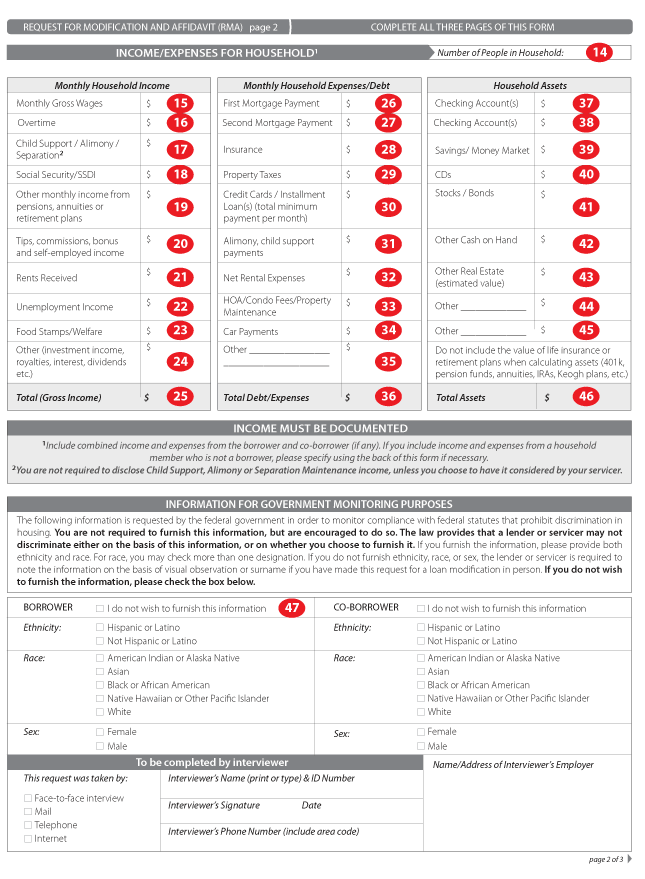 REQUEST FOR MODIFICATION AND AFFIDAVIT (RMA) page 2 COMPLETE ALL THREE PAGES OF THIS FORM
INCOME/EXPENSES FOR HOUSEHOLD¹ Number of People in Household: 14
Monthly Household Income
Monthly Gross Wages $ 15
Overtime $ 16
Child Support / Alimony / $ 17
Separation²
Social Security/SSDI $ 18
Other monthly income from $ 19
pensions, annuities or
retirement plans
Tips, commissions, bonus $ 20
and self-employed income
Rents Received $ 21
Unemployment Income $ 22
Food Stamps/Welfare $ 23
Other (investment income, $ 24
royalties, interest, dividends
etc.)
Total (Gross Income) $ 25
Monthly Household Expenses/Debt
First Mortgage Payment $ 26
Second Mortgage Payment $ 27
Insurance $ 28
Property Taxes $ 29
Credit Cards / Installment $ 30
Loan(s) (total minimum
payment per month)
Alimony, child support $ 31
payments
Net Rental Expenses $ 32
HOA/Condo Fees/Property $ 33
Maintenance
Car Payments $ 34
Other __________________ $ 35
________________________
Total Debt/Expenses $ 36
Household Assets
Checking Account(s) $ 37
Checking Account(s) $ 38
Savings/ Money Market $ 39
CDs $ 40
Stocks / Bonds $ 41
Other Cash on Hand $ 42
Other Real Estate $ 43
(estimated value)
Other ______________ $ 44
Other ______________ $ 45
Do not include the value of life insurance or
retirement plans when calculating assets (401k,
pension funds, annuities, IRAs, Keogh plans, etc.)
Total Assets $ 46
INCOME MUST BE DOCUMENTED
¹Include combined income and expenses from the borrower and co-borrower (if any). If you include income and expenses from a household
member who is not a borrower, please specify using the back of this form if necessary.
²You are not required to disclose Child Support, Alimony or Separation Maintenance income, unless you choose to have it considered by your servicer.
INFORMATION FOR GOVERNMENT MONITORING PURPOSES
The following information is requested by the federal government in order to monitor compliance with federal statutes that prohibit discrimination in
housing. You are not required to furnish this information, but are encouraged to do so. The law provides that a lender or servicer may not
discriminate either on the basis of this information, or on whether you choose to furnish it. If you furnish the information, please provide both
ethnicity and race. For race, you may check more than one designation. If you do not furnish ethnicity, race, or sex, the lender or servicer is required to
note the information on the basis of visual observation or surname if you have made this request for a loan modification in person. If you do not wish
to furnish the information, please check the box below.
BORROWER ☐ I do not wish to furnish this information 47
Ethnicity: ☐ Hispanic or Latino
☐ Not Hispanic or Latino
Race: ☐ American Indian or Alaska Native
☐ Asian
☐ Black or African American
☐ Native Hawaiian or Other Pacific Islander
☐ White
Sex: ☐ Female
☐ Male
CO-BORROWER ☐ I do not wish to furnish this information
Ethnicity: ☐ Hispanic or Latino
☐ Not Hispanic or Latino
Race: ☐ American Indian or Alaska Native
☐ Asian
☐ Black or African American
☐ Native Hawaiian or Other Pacific Islander
☐ White
Sex: ☐ Female
☐ Male
To be completed by interviewer
This request was taken by:
☐ Face-to-face interview
☐ Mail
☐ Telephone
☐ Internet
Interviewer's Name (print or type) & ID Number
Interviewer's Signature Date
Interviewer's Phone Number (include area code)
Name/Address of Interviewer's Employer
page 2 of 3